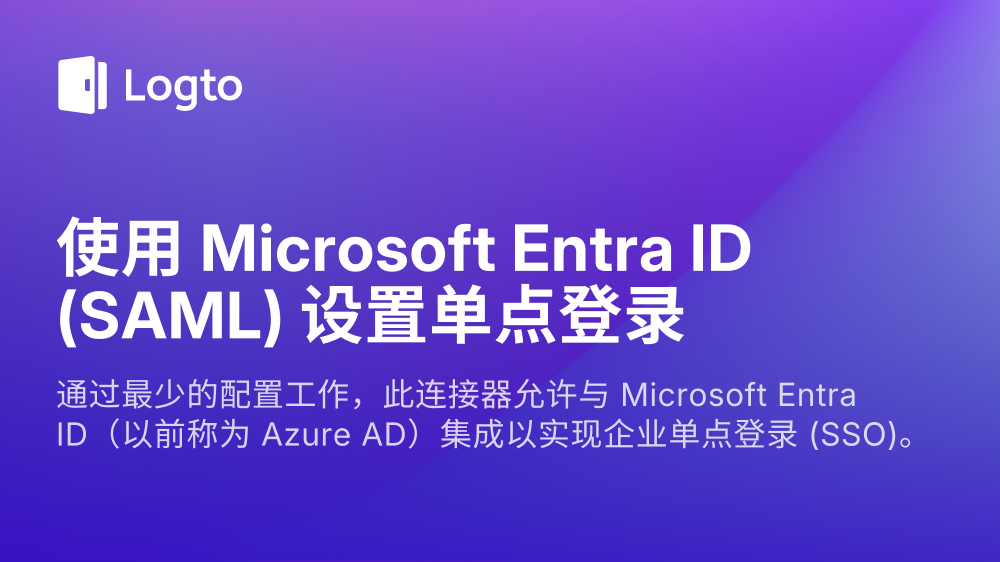 Logto
使用 Microsoft Entra ID
(SAML) 设置单点登录
通过最少的配置工作，此连接器允许与 Microsoft Entra
ID（以前称为 Azure AD）集成以实现企业单点登录 (SSO)。